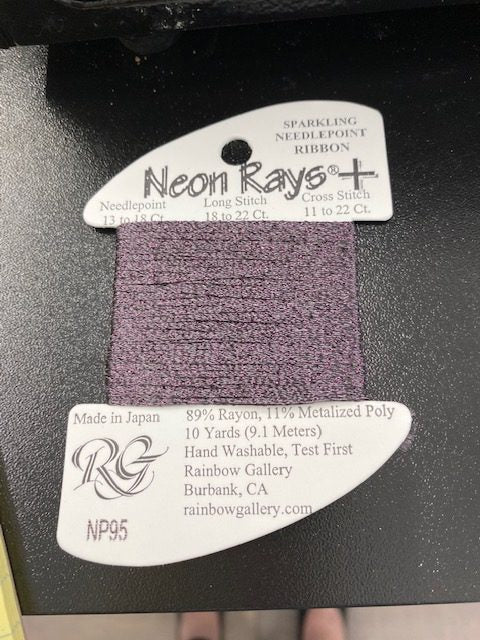 SPARKLING
NEEDLEPOINT
RIBBON
Neon Rays®+
Needlepoint
13 to 18 Ct.
Long Stitch
18 to 22 Ct.
Cross Stitch
11 to 22 Ct.
Made in Japan
RG
NP95
89% Rayon, 11% Metalized Poly
10 Yards (9.1 Meters)
Hand Washable, Test First
Rainbow Gallery
Burbank, CA
rainbowgallery.com